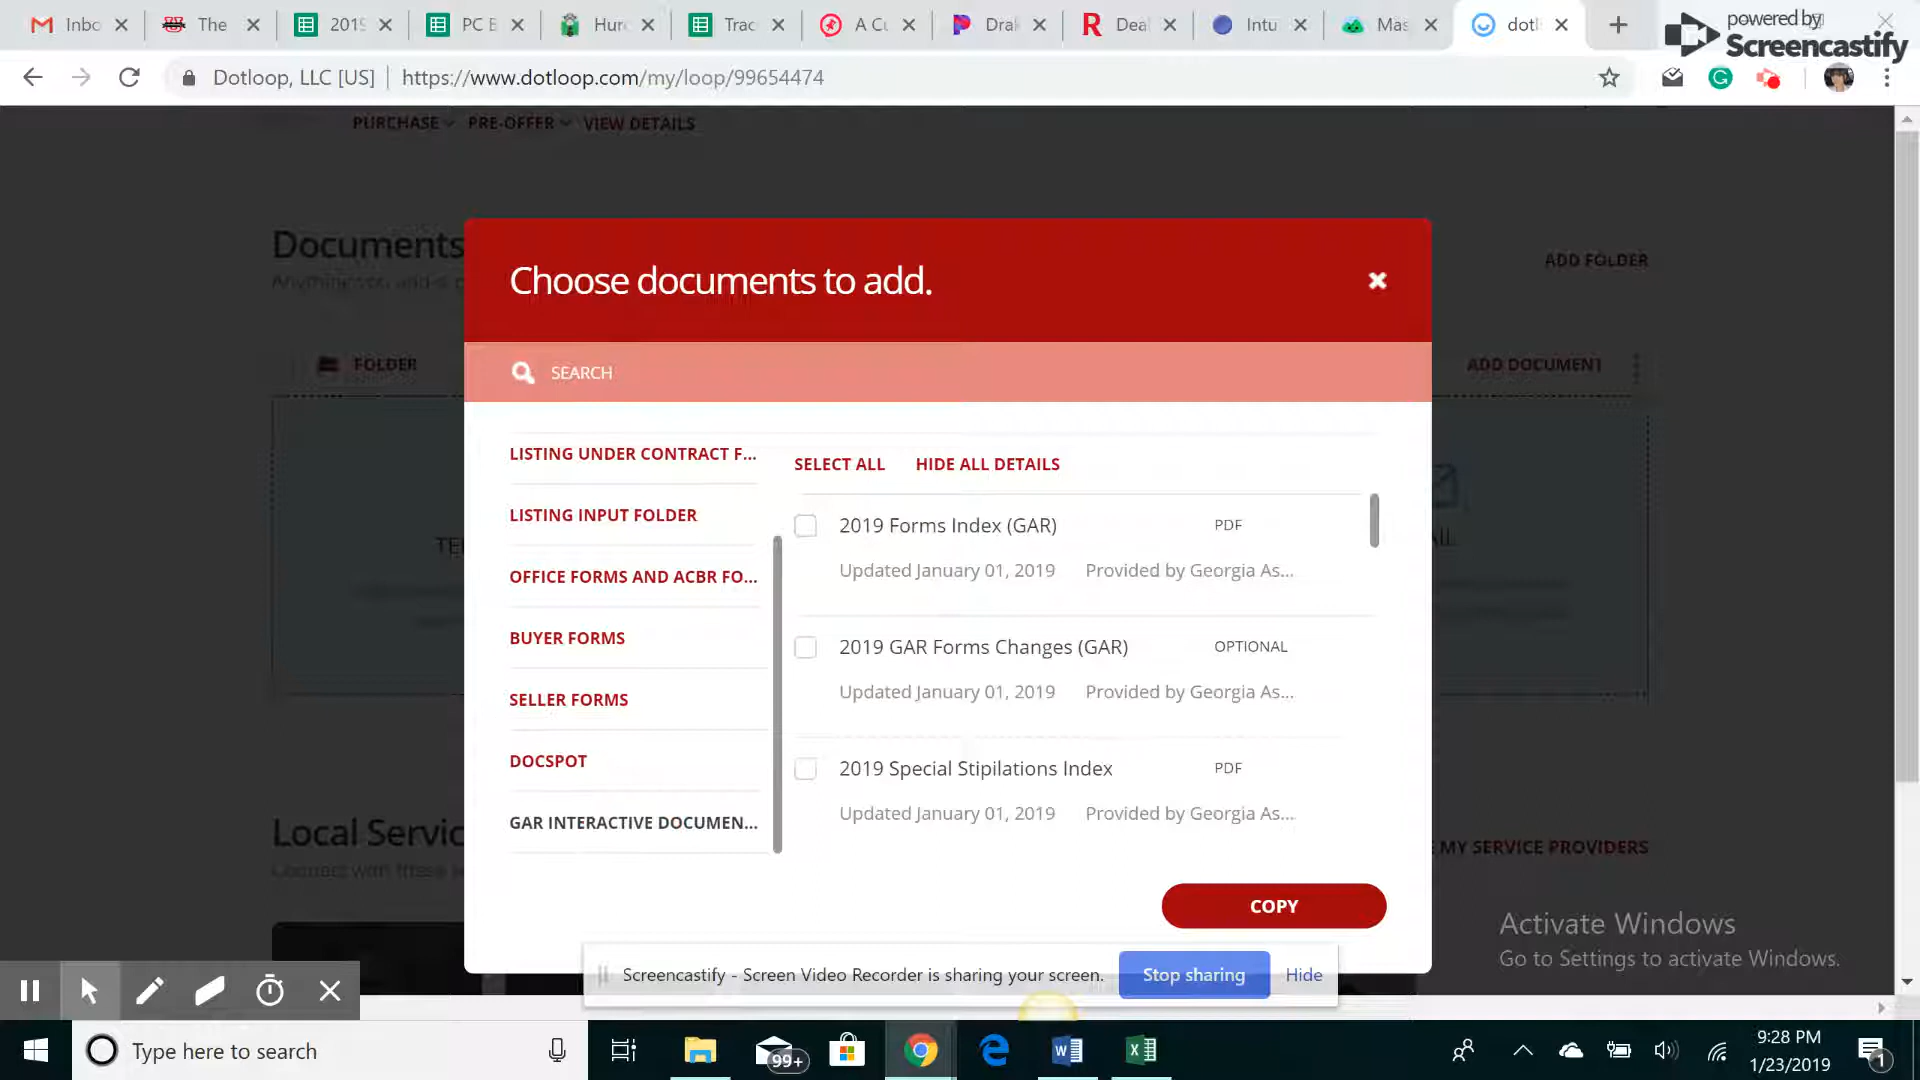 Inbo
The
2019
PC E
Hur
Trac
A Cu
Drak
Deal
Intu
Mas
dotl
powered by
Screencastify
Dotloop, LLC [US]
https://www.dotloop.com/my/loop/99654474
PURCHASE
PRE-OFFER
VIEW DETAILS
Documents
ADD FOLDER
Choose documents to add.
SEARCH
FOLDER
ADD DOCUMENT
LISTING UNDER CONTRACT F...
SELECT ALL
HIDE ALL DETAILS
LISTING INPUT FOLDER
2019 Forms Index (GAR)
PDF
Updated January 01, 2019
Provided by Georgia As...
OFFICE FORMS AND ACBR FO...
BUYER FORMS
2019 GAR Forms Changes (GAR)
OPTIONAL
Updated January 01, 2019
Provided by Georgia As...
SELLER FORMS
DOCSPOT
2019 Special Stipilations Index
PDF
Updated January 01, 2019
Provided by Georgia As...
GAR INTERACTIVE DOCUMEN...
Local Servic
MY SERVICE PROVIDERS
COPY
Activate Windows
Go to Settings to activate Windows.
Screencastify - Screen Video Recorder is sharing your screen.
Stop sharing
Hide
Type here to search
99+
9:28 PM
1/23/2019
1